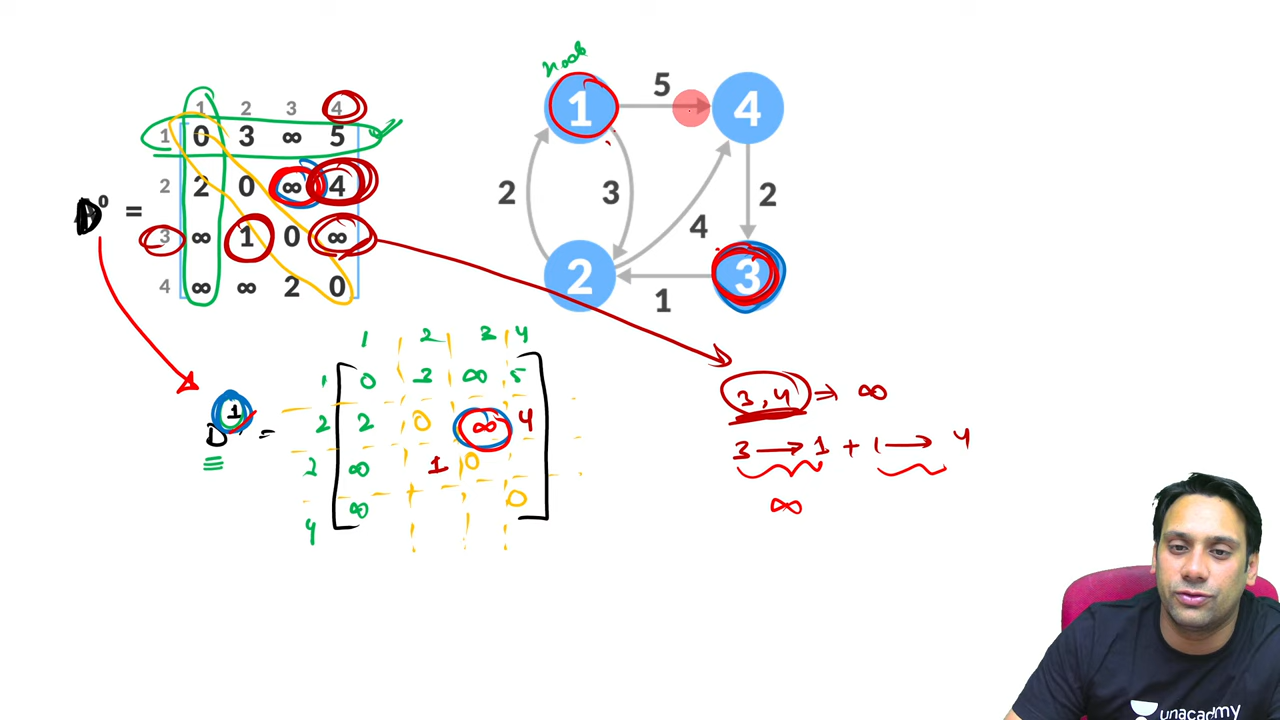 node
1 2 3 4
1 0 3 ∞ 5
2 2 0 ∞ 4
D⁰ =
3 ∞ 1 0 ∞
4 ∞ ∞ 2 0
1
5
4
2
3
4
2
2
1
3
1 2 3 4
1 0 3 ∞ 5
2 2 0 ∞ 4
D¹ =
2 ∞ 1 0
4 ∞ 0
3,4 ⇒ ∞
3 → 1 + 1 → 4
∞
unacademy